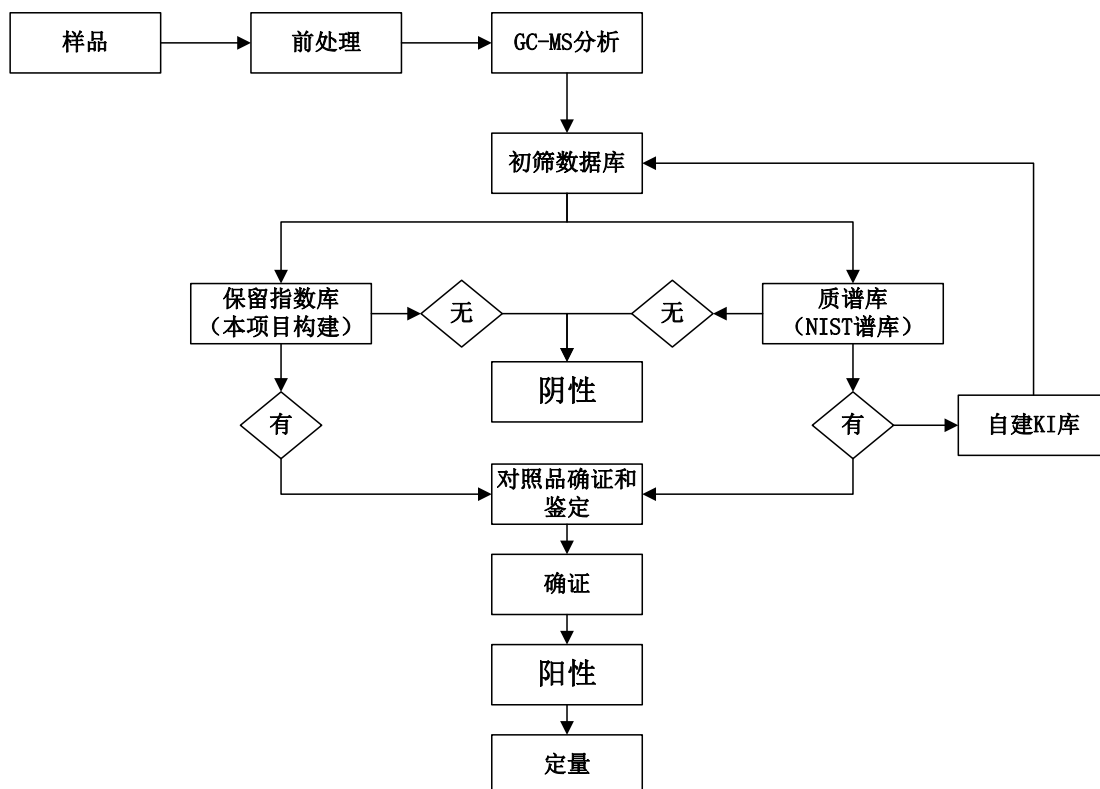 样品
前处理
GC-MS分析
初筛数据库
保留指数库
（本项目构建）
无
无
质谱库
（NIST谱库）
阴性
有
有
自建KI库
对照品确证和
鉴定
确证
阳性
定量